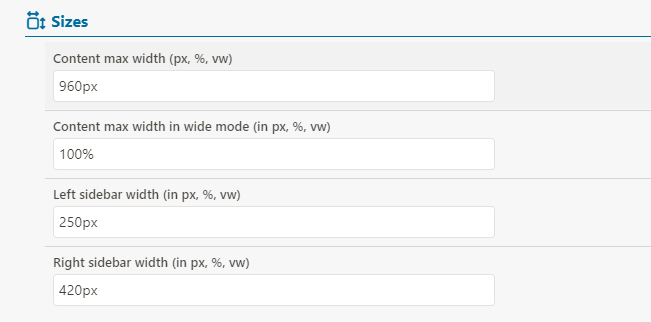 Sizes
Content max width (px, %, vw)
960px
Content max width in wide mode (in px, %, vw)
100%
Left sidebar width (in px, %, vw)
250px
Right sidebar width (in px, %, vw)
420px